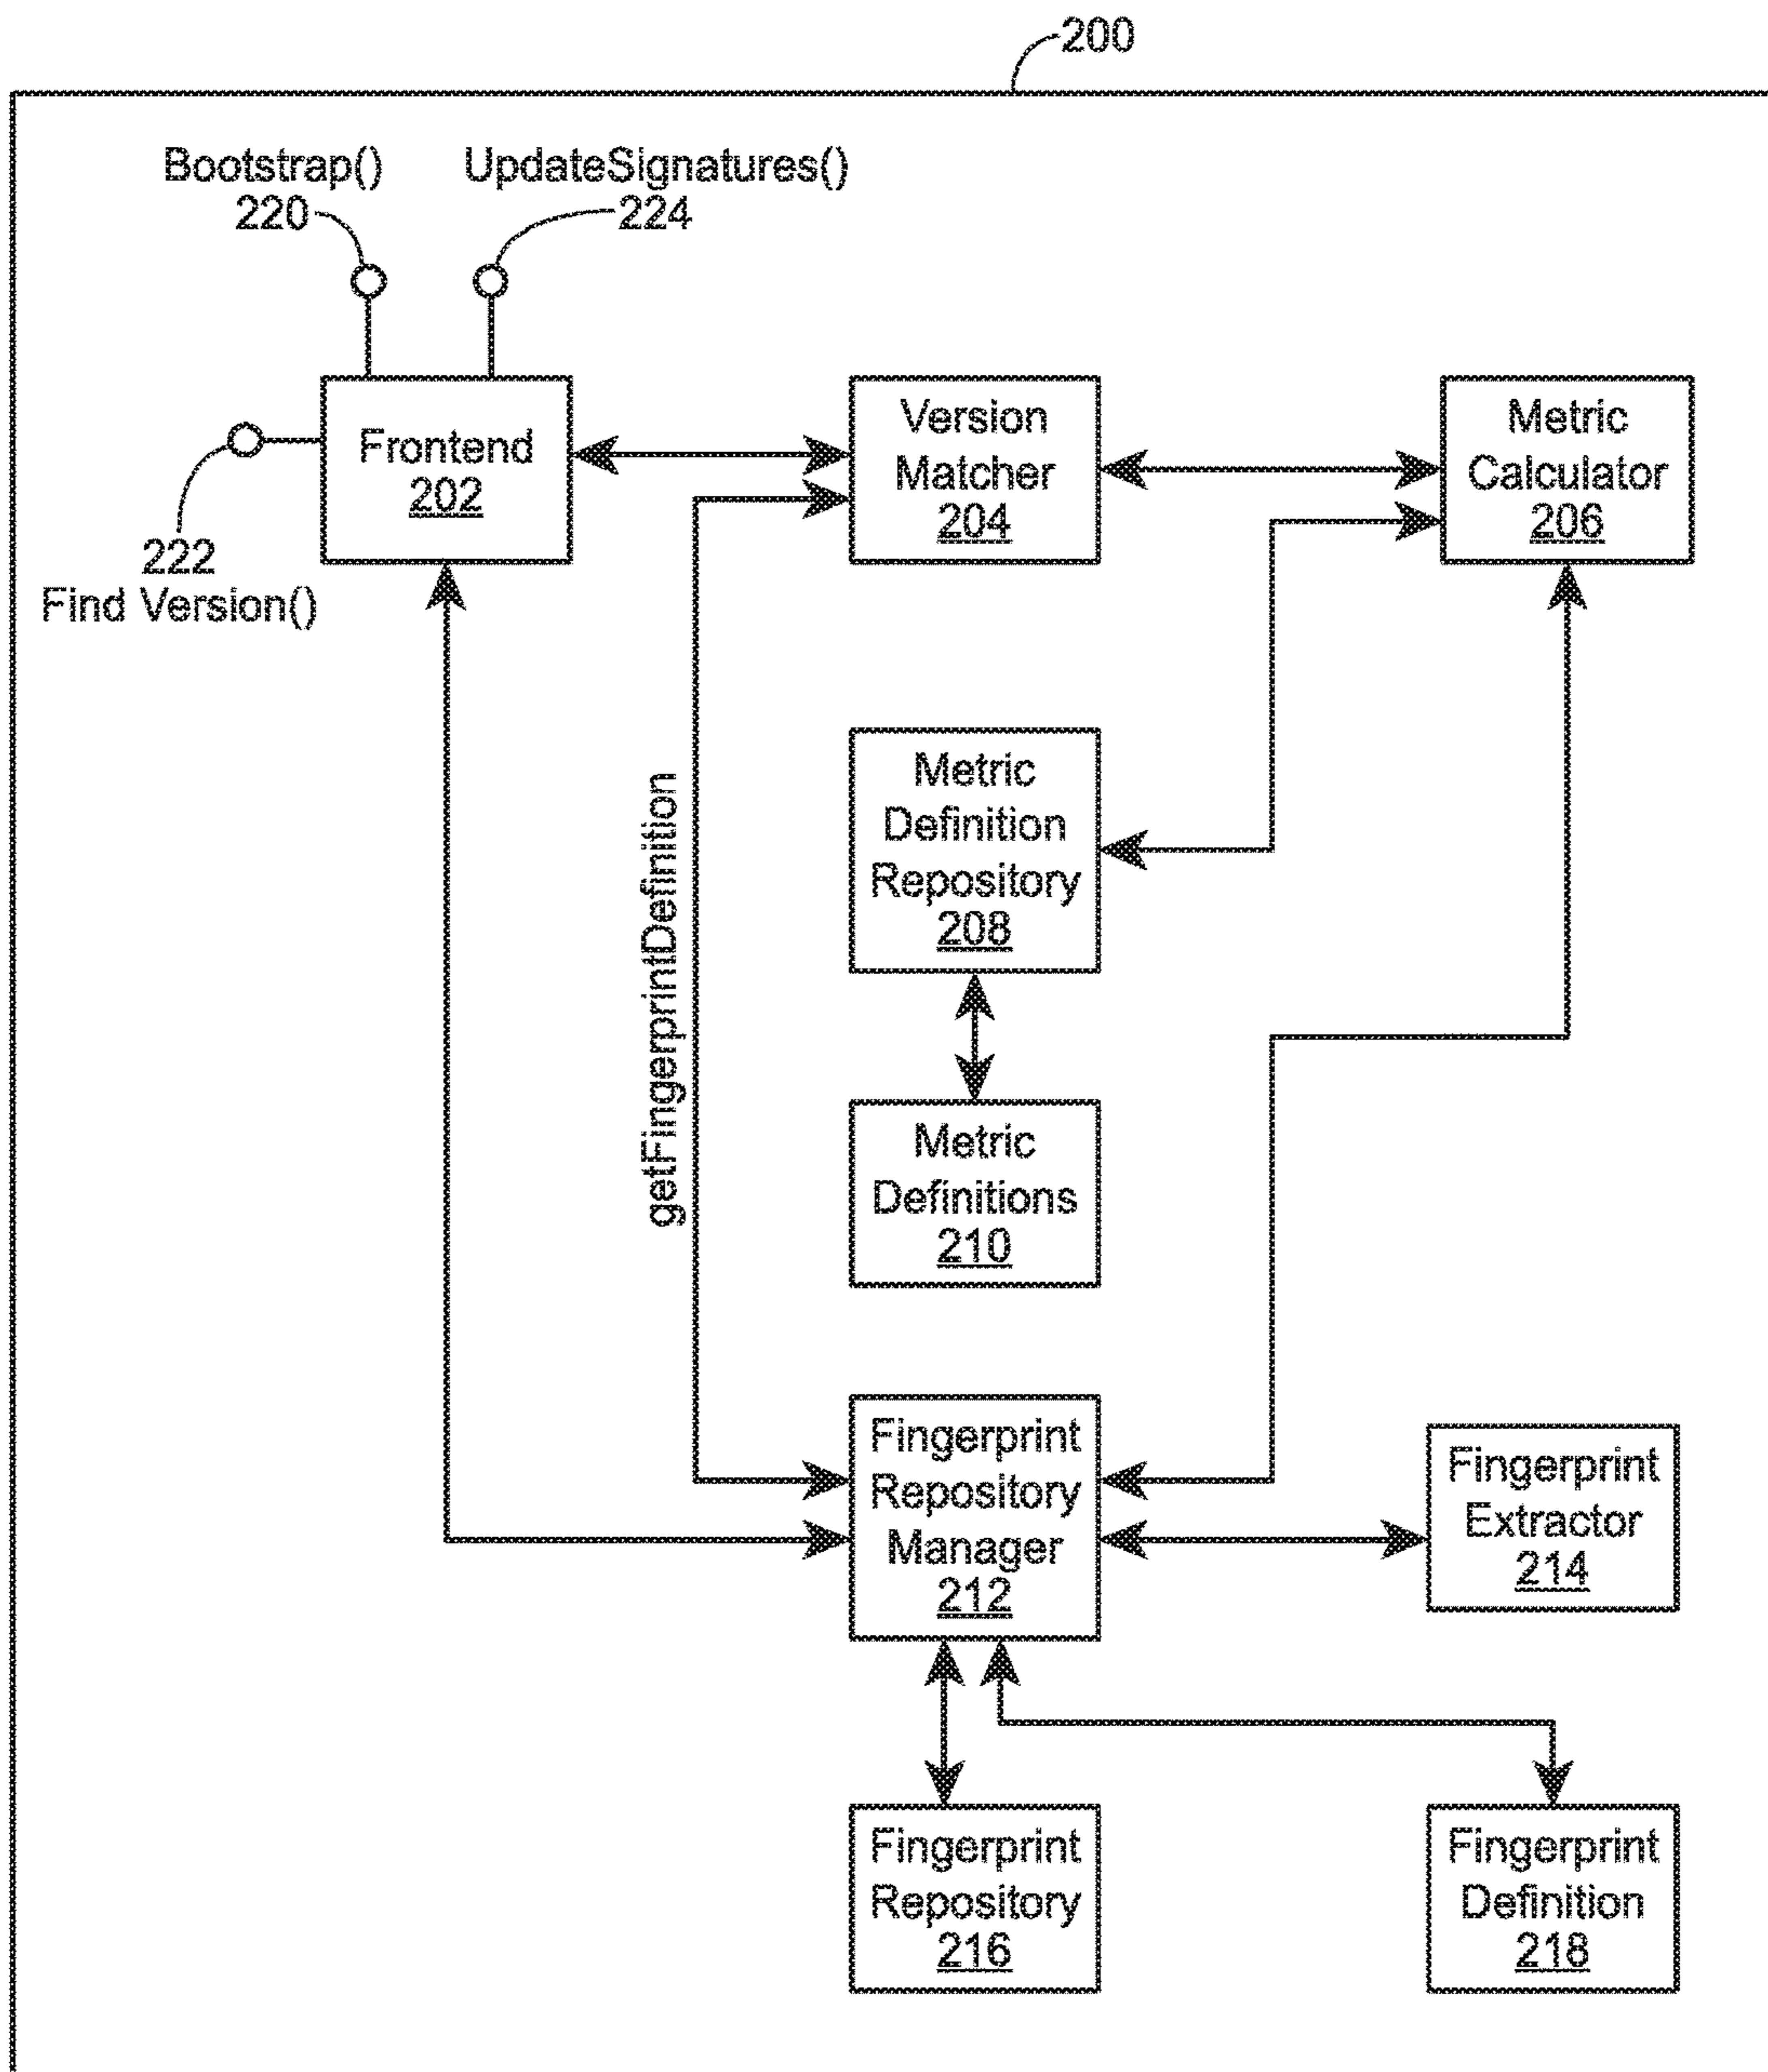 200
Bootstrap()
220
UpdateSignatures()
224
222
Find Version()
Frontend
202
Version
Matcher
204
Metric
Calculator
206
getFingerprintDefinition
Metric
Definition
Repository
208
Metric
Definitions
210
Fingerprint
Repository
Manager
212
Fingerprint
Extractor
214
Fingerprint
Repository
216
Fingerprint
Definition
218